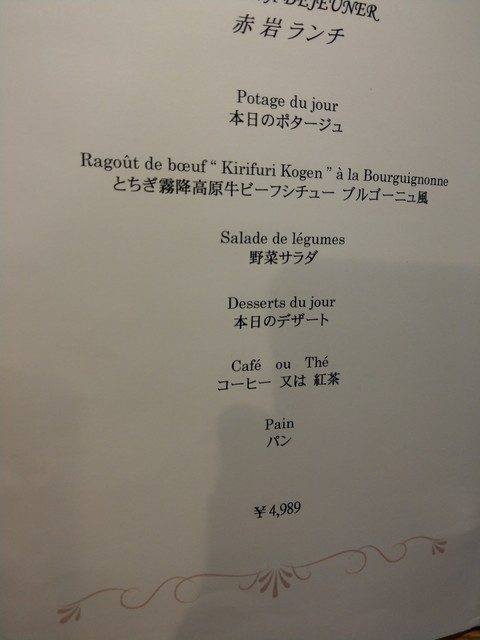 DEJEUNER
赤岩ランチ
Potage du jour
本日のポタージュ
Ragoût de bœuf “ Kirifuri Kogen ” à la Bourguignonne
とちぎ霧降高原牛ビーフシチュー ブルゴーニュ風
Salade de légumes
野菜サラダ
Desserts du jour
本日のデザート
Café ou Thé
コーヒー 又は 紅茶
Pain
パン
￥4,989